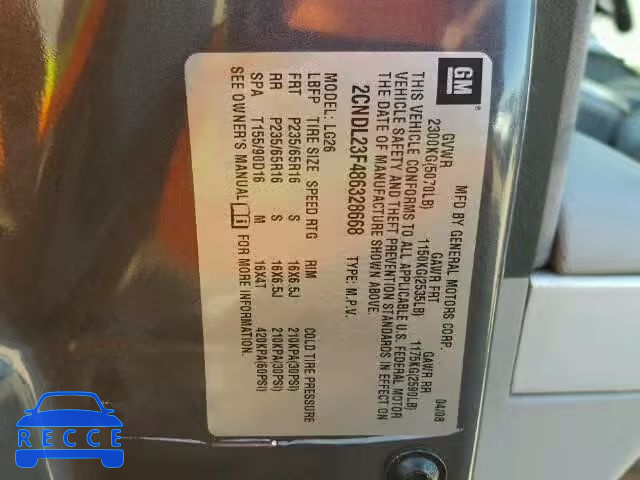 GM ®
MFD BY GENERAL MOTORS CORP. 04/08
GVWR GAWR FRT GAWR RR
2300KG(5070LB) 1150KG(2535LB) 1175KG(2590LB)
THIS VEHICLE CONFORMS TO ALL APPLICABLE U.S. FEDERAL MOTOR
VEHICLE SAFETY AND THEFT PREVENTION STANDARDS IN EFFECT ON
THE DATE OF MANUFACTURE SHOWN ABOVE.
2CNDL23F486328668 TYPE: M.P.V.
MODEL: LG26
LBFP TIRE SIZE SPEED RTG RIM COLD TIRE PRESSURE
FRT P235/65R16 S 16X6.5J 210KPA(30PSI)
RR P235/65R16 S 16X6.5J 210KPA(30PSI)
SPA T155/90D16 M 16X4T 420KPA(60PSI)
SEE OWNER'S MANUAL FOR MORE INFORMATION.
RECCE